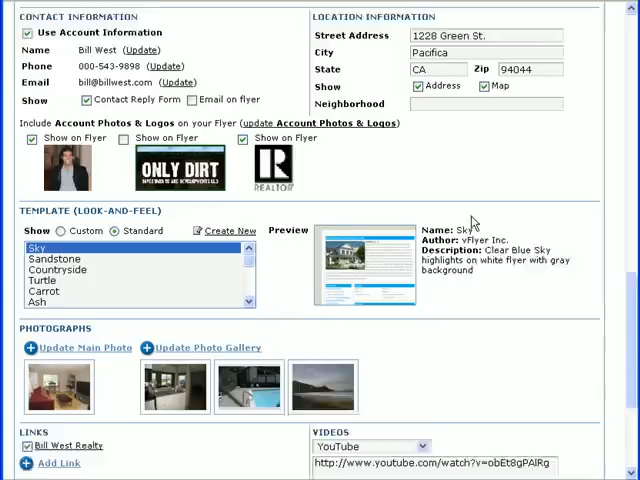 CONTACT INFORMATION
Use Account Information
Name Bill West (Update)
Phone 000-543-9898 (Update)
Email bill@billwest.com (Update)
Show Contact Reply Form Email on flyer
LOCATION INFORMATION
Street Address 1228 Green St.
City Pacifica
State CA Zip 94044
Show Address Map
Neighborhood
Include Account Photos & Logos on your Flyer (update Account Photos & Logos)
Show on Flyer Show on Flyer Show on Flyer
ONLY DIRT
REALTOR
TEMPLATE (LOOK-AND-FEEL)
Show Custom Standard Create New
Sky
Sandstone
Countryside
Turtle
Carrot
Ash
Preview
Name: Sky
Author: vFlyer Inc.
Description: Clear Blue Sky
highlights on white flyer with gray
background
PHOTOGRAPHS
Update Main Photo Update Photo Gallery
LINKS
Bill West Realty
Add Link
VIDEOS
YouTube
http://www.youtube.com/watch?v=obEt8gPAlRg